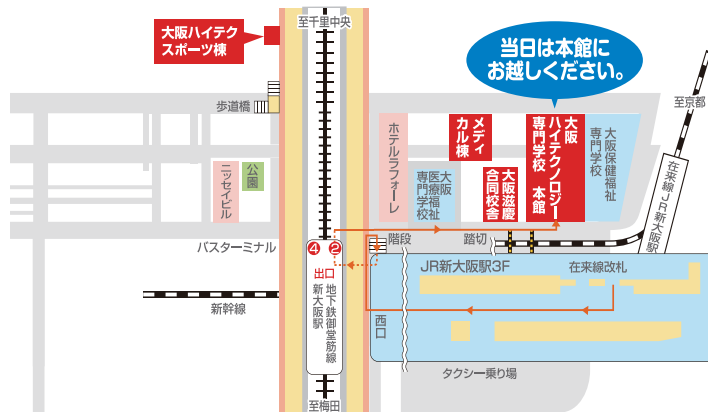 至千里中央
大阪ハイテク
スポーツ棟
当日は本館に
お越しください。
至京都
歩道橋
ホテルラフォーレ
メディ
カル棟
大阪
ハイテクノロジー
専門学校 本館
大阪保健福祉
専門学校
ニッセイビル
公園
大阪
医療福祉
専門学校
大阪滋慶
合同校舎
在来線JR新大阪駅
バスターミナル
④
②
出口
階段
踏切
地下鉄御堂筋線
新大阪駅
JR新大阪駅3F
在来線改札
新幹線
西口
タクシー乗り場
至梅田